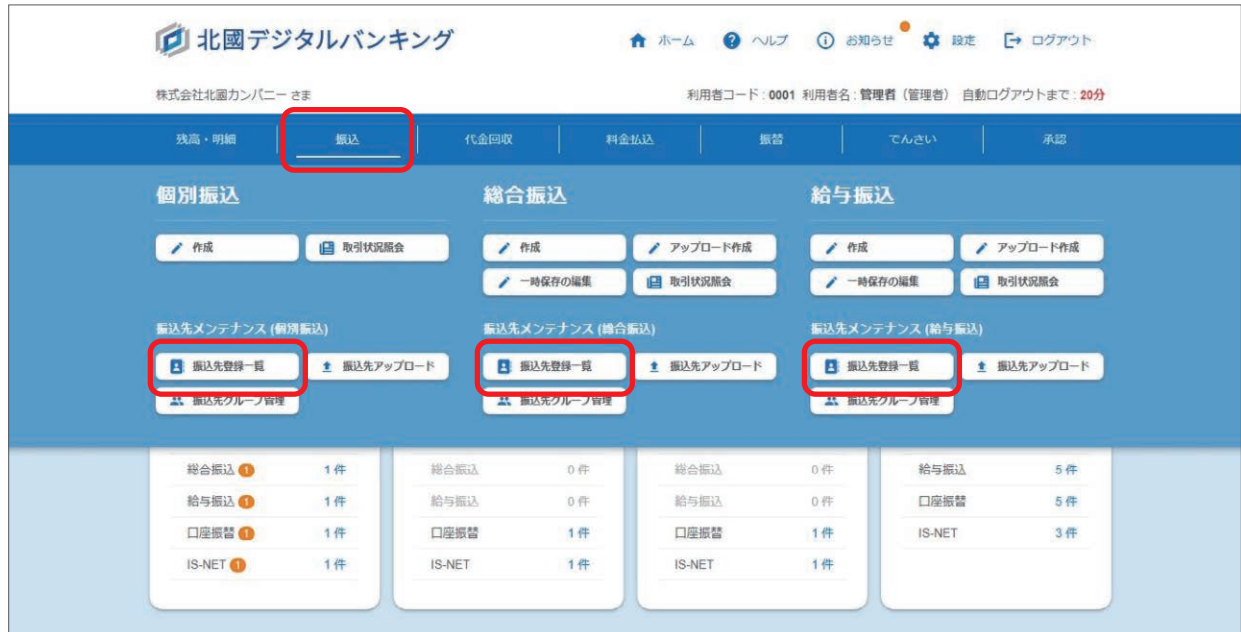 北國デジタルバンキング
ホーム ヘルプ お知らせ 設定 ログアウト
株式会社北國カンパニー さま 利用者コード : 0001 利用者名 : 管理者 (管理者) 自動ログアウトまで : 20分
残高・明細 振込 代金回収 料金払込 振替 でんさい 承認
個別振込 総合振込 給与振込
作成 取引状況照会 作成 アップロード作成 作成 アップロード作成
一時保存の編集 取引状況照会 一時保存の編集 取引状況照会
振込先メンテナンス (個別振込) 振込先メンテナンス (総合振込) 振込先メンテナンス (給与振込)
振込先登録一覧 振込先アップロード 振込先登録一覧 振込先アップロード 振込先登録一覧 振込先アップロード
振込先グループ管理 振込先グループ管理 振込先グループ管理
総合振込 1 1 件 総合振込 0 件 総合振込 0 件 給与振込 5 件
給与振込 1 1 件 給与振込 0 件 給与振込 0 件 口座振替 5 件
口座振替 1 1 件 口座振替 1 件 口座振替 1 件 IS-NET 3 件
IS-NET 1 1 件 IS-NET 1 件 IS-NET 1 件